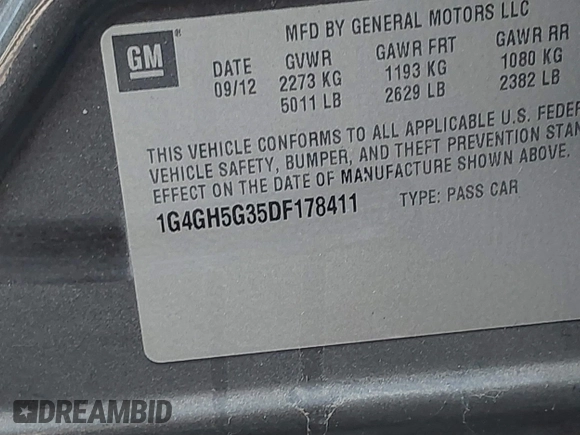 MFD BY GENERAL MOTORS LLC
GM
DATE GVWR GAWR FRT GAWR RR
09/12 2273 KG 1193 KG 1080 KG
5011 LB 2629 LB 2382 LB
THIS VEHICLE CONFORMS TO ALL APPLICABLE U.S. FEDER
VEHICLE SAFETY, BUMPER, AND THEFT PREVENTION STAN
EFFECT ON THE DATE OF MANUFACTURE SHOWN ABOVE.
1G4GH5G35DF178411 TYPE: PASS CAR
DREAMBID